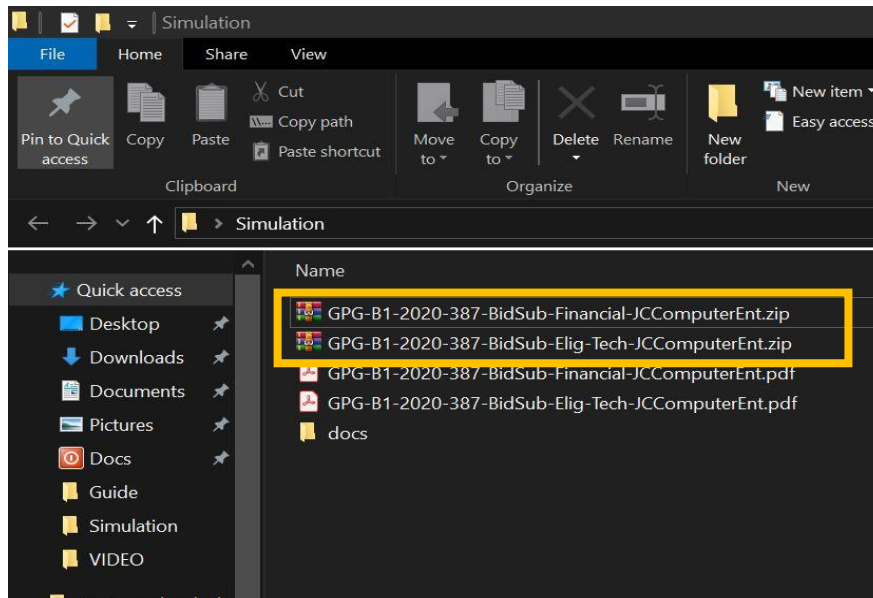 Simulation
File Home Share View
Pin to Quick access
Copy
Paste
Cut
Copy path
Paste shortcut
Move to
Copy to
Delete
Rename
New folder
New item
Easy access
Clipboard Organize New
Simulation
Name
Quick access
Desktop
Downloads
Documents
Pictures
Docs
Guide
Simulation
VIDEO
GPG-B1-2020-387-BidSub-Financial-JCComputerEnt.zip
GPG-B1-2020-387-BidSub-Elig-Tech-JCComputerEnt.zip
GPG-B1-2020-387-BidSub-Financial-JCComputerEnt.pdf
GPG-B1-2020-387-BidSub-Elig-Tech-JCComputerEnt.pdf
docs